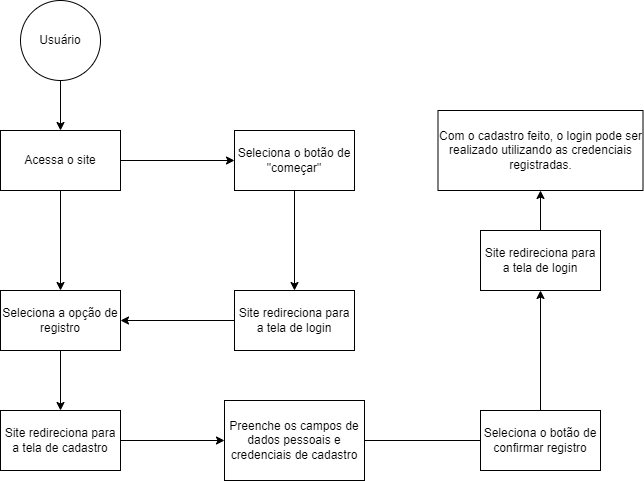 Usuário
Acessa o site
Seleciona o botão de
"começar"
Seleciona a opção de
registro
Site redireciona para
a tela de login
Site redireciona para
a tela de cadastro
Preenche os campos de
dados pessoais e
credenciais de cadastro
Seleciona o botão de
confirmar registro
Site redireciona para
a tela de login
Com o cadastro feito, o login pode ser
realizado utilizando as credenciais
registradas.